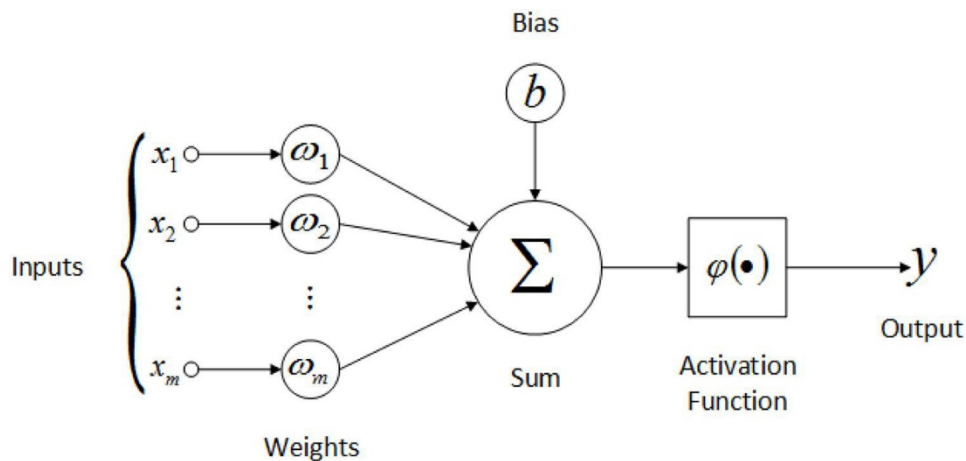 Bias
b
x₁ ω₁
x₂ ω₂
Inputs
⋮ ⋮
xₘ ωₘ
Σ
φ(•)
y
Output
Sum
Activation
Function
Weights